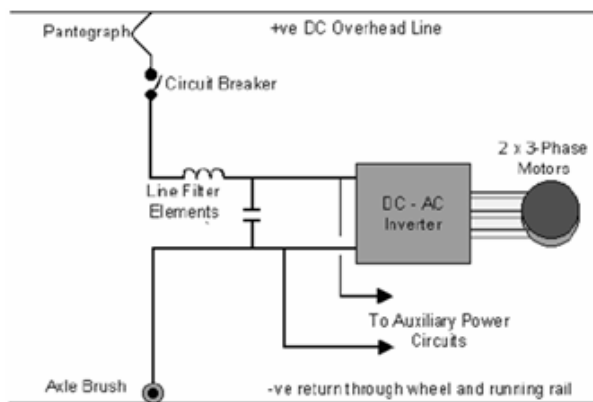 Pantograph
+ve DC Overhead Line
Circuit Breaker
2 x 3-Phase
Motors
Line Filter
Elements
DC - AC
Inverter
To Auxiliary Power
Circuits
Axle Brush
-ve return through wheel and running rail